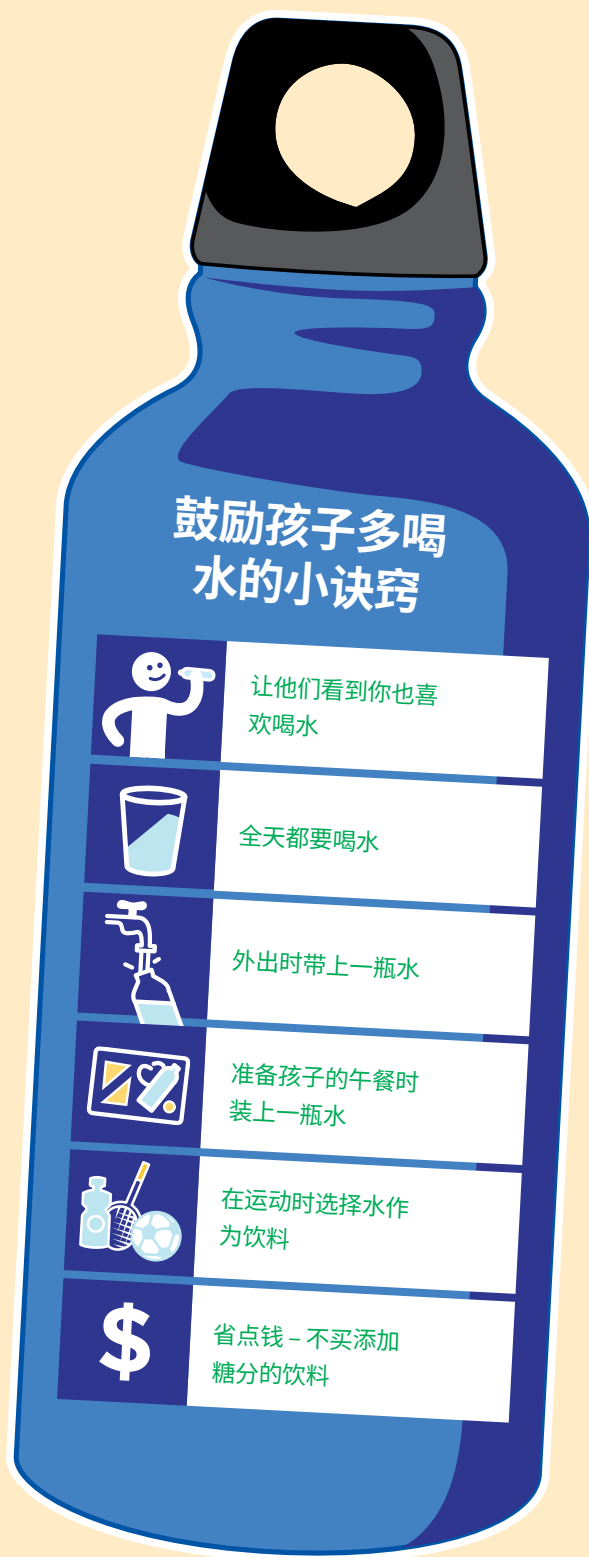 鼓励孩子多喝
水的小诀窍
让他们看到你也喜
欢喝水
全天都要喝水
外出时带上一瓶水
准备孩子的午餐时
装上一瓶水
在运动时选择水作
为饮料
$
省点钱 – 不买添加
糖分的饮料